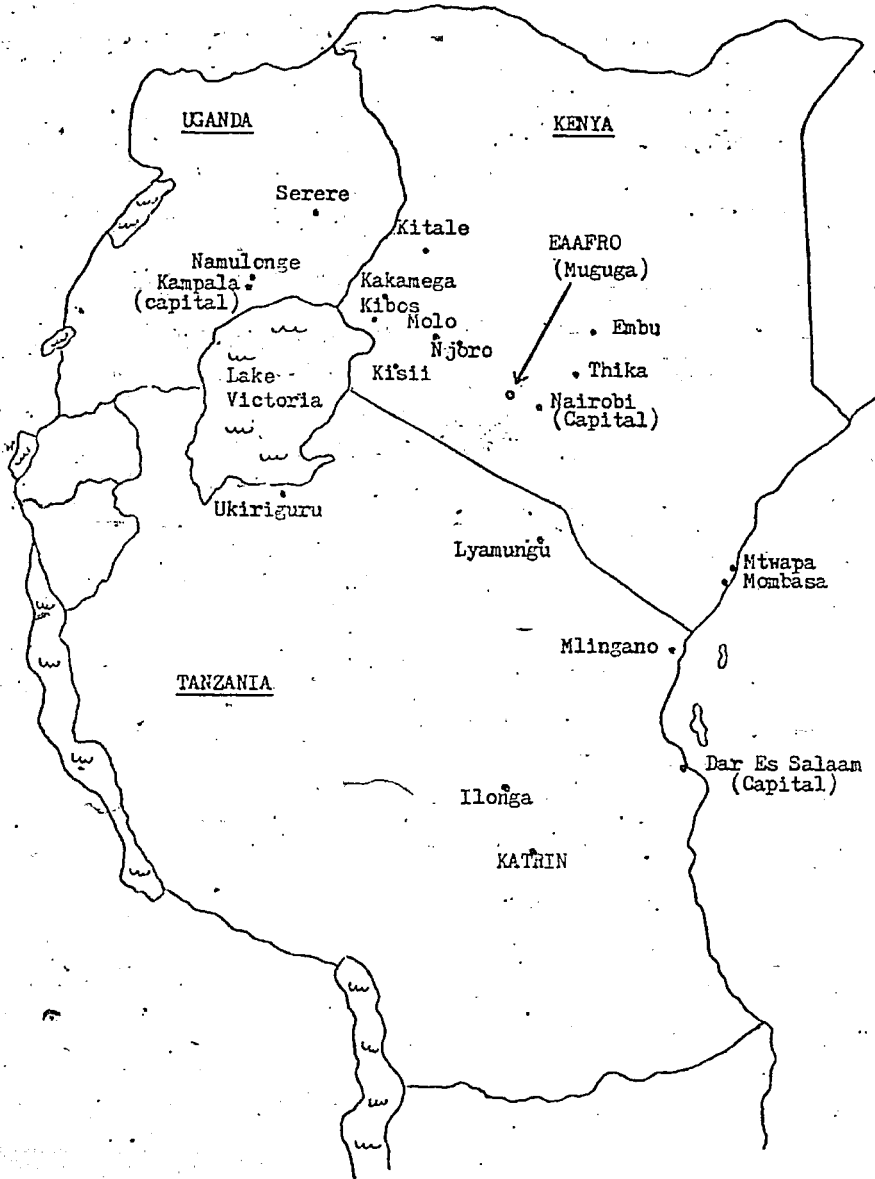 UGANDA
KENYA
Serere
Kitale
EAAFRO
(Muguga)
Namulonge
Kampala
(capital)
Kakamega
Kibos
Molo
Njoro
Embu
Kisii
Thika
Lake
Victoria
Nairobi
(Capital)
Ukiriguru
Lyamungu
Mtwapa
Mombasa
Mlingano
TANZANIA
Dar Es Salaam
(Capital)
Ilonga
KATRIN